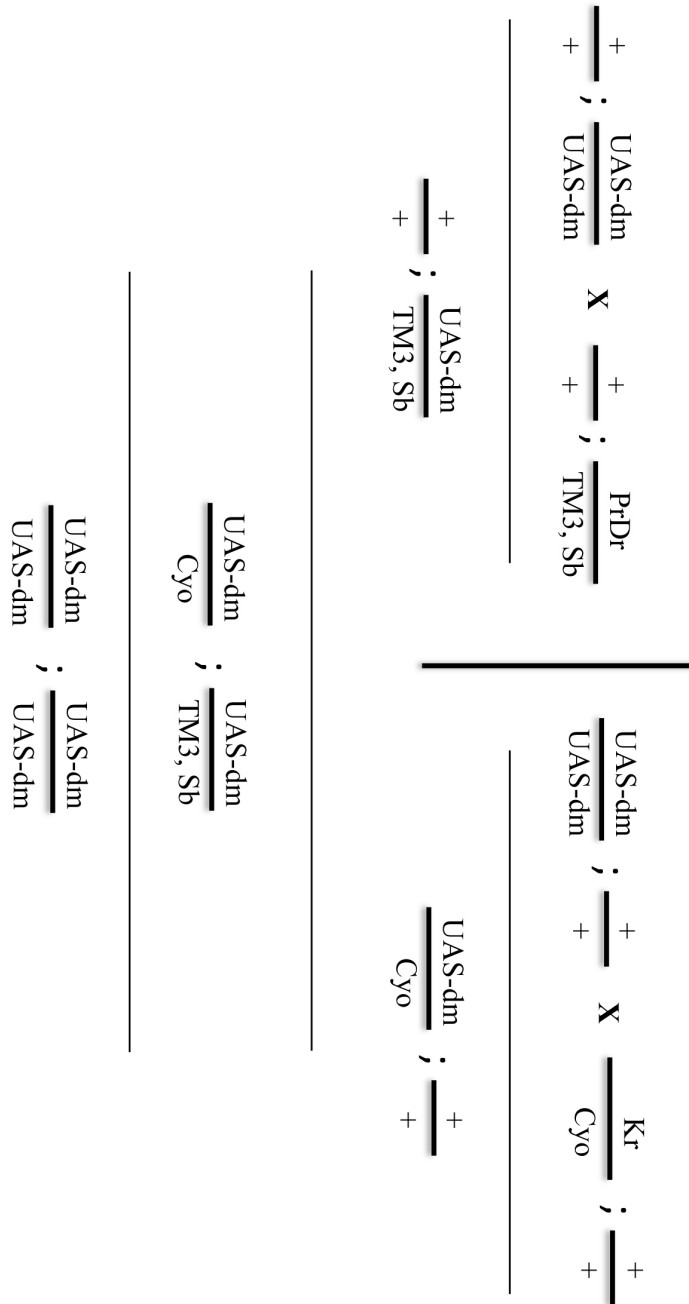 + UAS-dm + PrDr UAS-dm + Kr +
; X ; ; X ;
+ UAS-dm + TM3, Sb UAS-dm + Cyo +
+ UAS-dm UAS-dm +
; ;
+ TM3, Sb Cyo +
UAS-dm UAS-dm
;
Cyo TM3, Sb
UAS-dm UAS-dm
;
UAS-dm UAS-dm